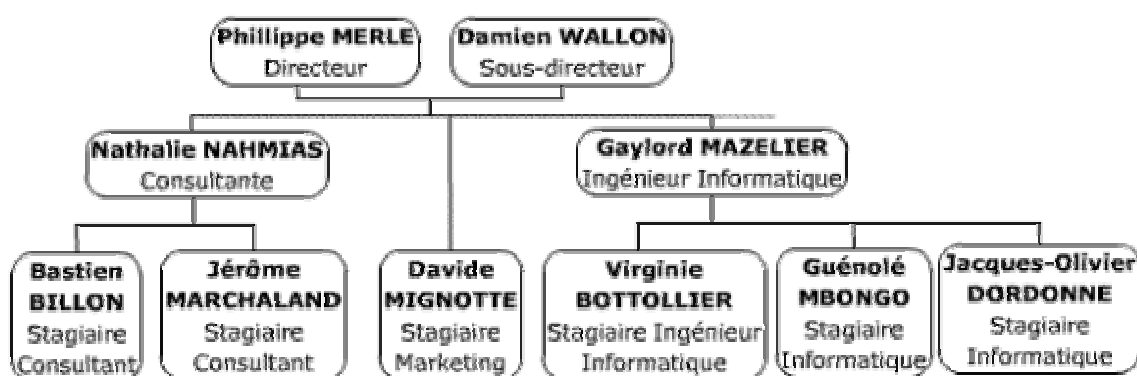 Phillippe MERLE
Directeur
Damien WALLON
Sous-directeur
Nathalie NAHMIAS
Consultante
Gaylord MAZELIER
Ingénieur Informatique
Bastien
BILLON
Stagiaire
Consultant
Jérôme
MARCHALAND
Stagiaire
Consultant
Davide
MIGNOTTE
Stagiaire
Marketing
Virginie
BOTTOLLIER
Stagiaire Ingénieur
Informatique
Guénolé
MBONGO
Stagiaire
Informatique
Jacques-Olivier
DORDONNE
Stagiaire
Informatique